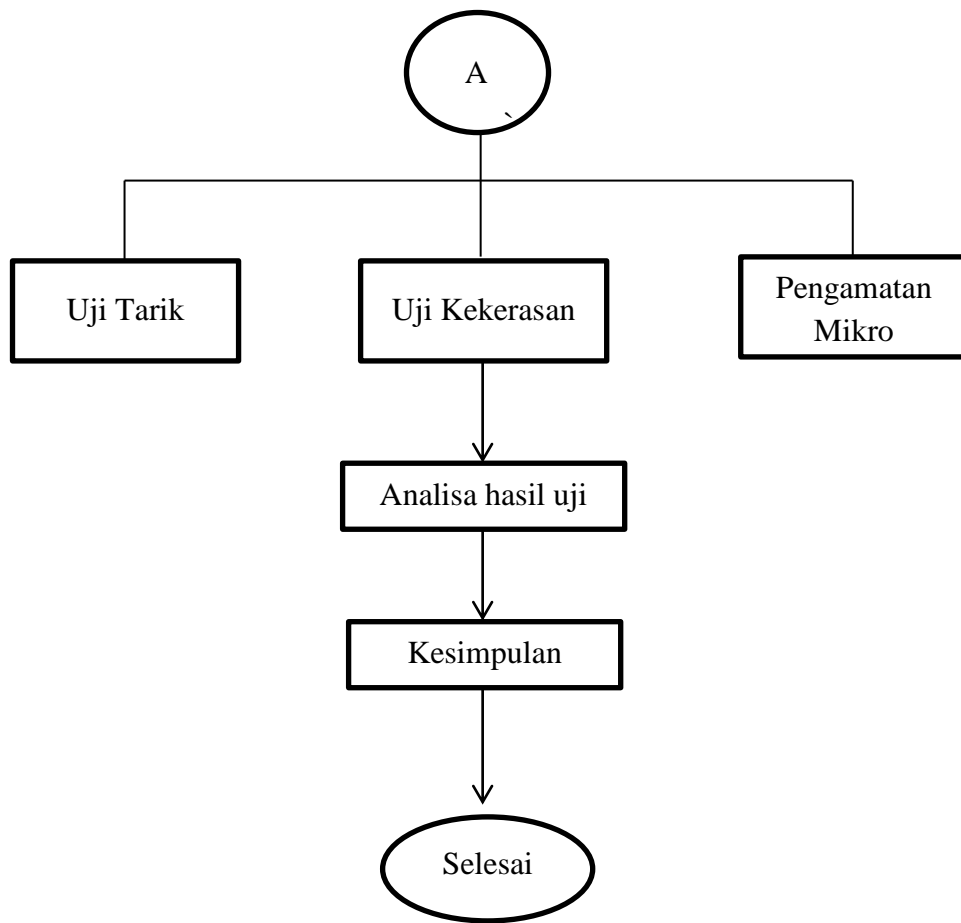 A
`
Uji Tarik
Uji Kekerasan
Pengamatan
Mikro
Analisa hasil uji
Kesimpulan
Selesai